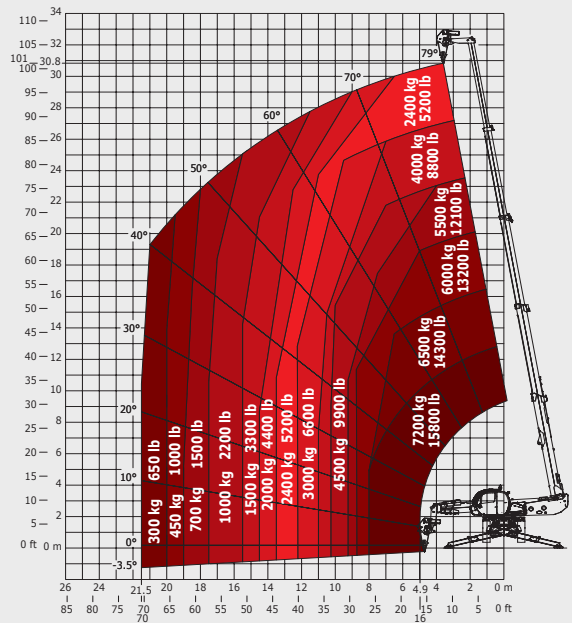 110 34
105 32
101 30.8
100 30
95
28
90
26
85
80 24
75 22
70
20
65
18
60
16
55
50
14
45
12
40
35 10
30
8
25
6
20
15 4
10
2
5
0 ft 0 m
79°
70°
60°
50°
40°
30°
20°
10°
0°
-3.5°
2400 kg
5200 lb
4000 kg
8800 lb
5500 kg
12100 lb
6000 kg
13200 lb
6500 kg
14300 lb
7200 kg
15800 lb
300 kg 650 lb
450 kg 1000 lb
700 kg 1500 lb
1000 kg 2200 lb
1500 kg 3300 lb
2000 kg 4400 lb
2400 kg 5200 lb
3000 kg 6600 lb
4500 kg 9900 lb
26 24 22 21.5 20 18 16 14 12 10 8 6 4.9 4 2 0 m
85 80 75 70 65 60 55 50 45 40 35 30 25 20 15 10 5 0 ft
70 16